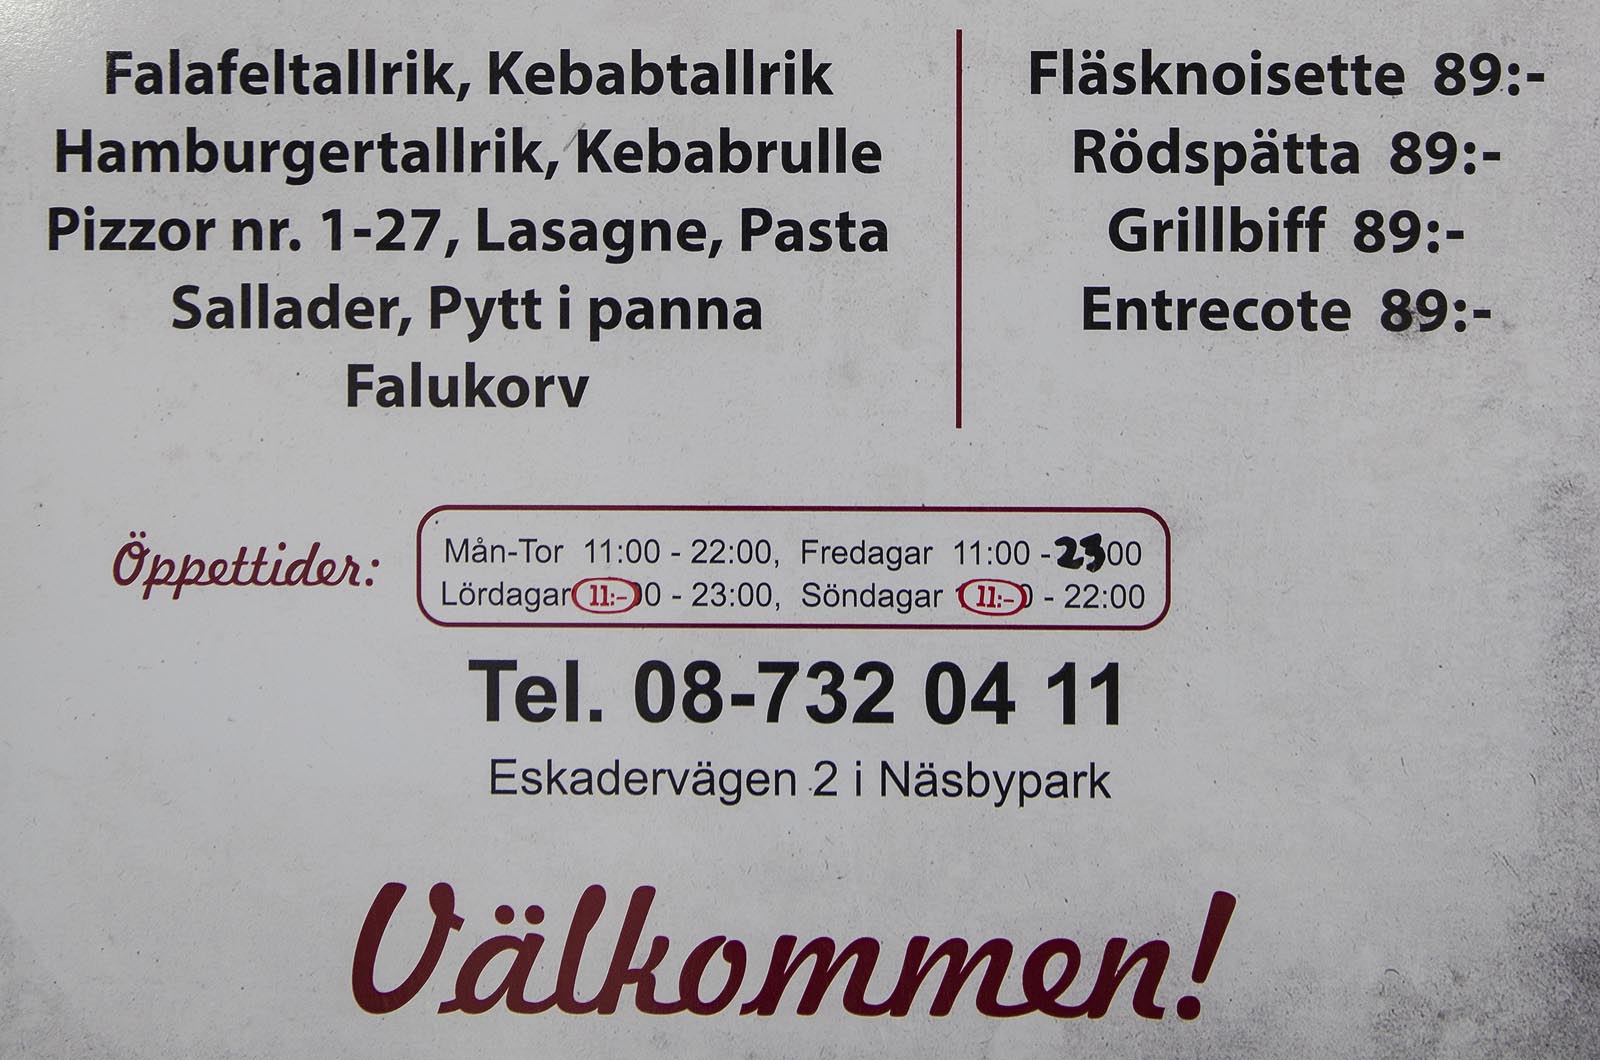 Falafeltallrik, Kebabtallrik
Hamburgertallrik, Kebabrulle
Pizzor nr. 1-27, Lasagne, Pasta
Sallader, Pytt i panna
Falukorv
Fläsknoisette 89:-
Rödspätta 89:-
Grillbiff 89:-
Entrecote 89:-
Öppettider:
Mån-Tor 11:00 - 22:00, Fredagar 11:00 - 23 00
Lördagar 11:- 0 - 23:00, Söndagar 11:- - 22:00
Tel. 08-732 04 11
Eskadervägen 2 i Näsbypark
Välkommen!